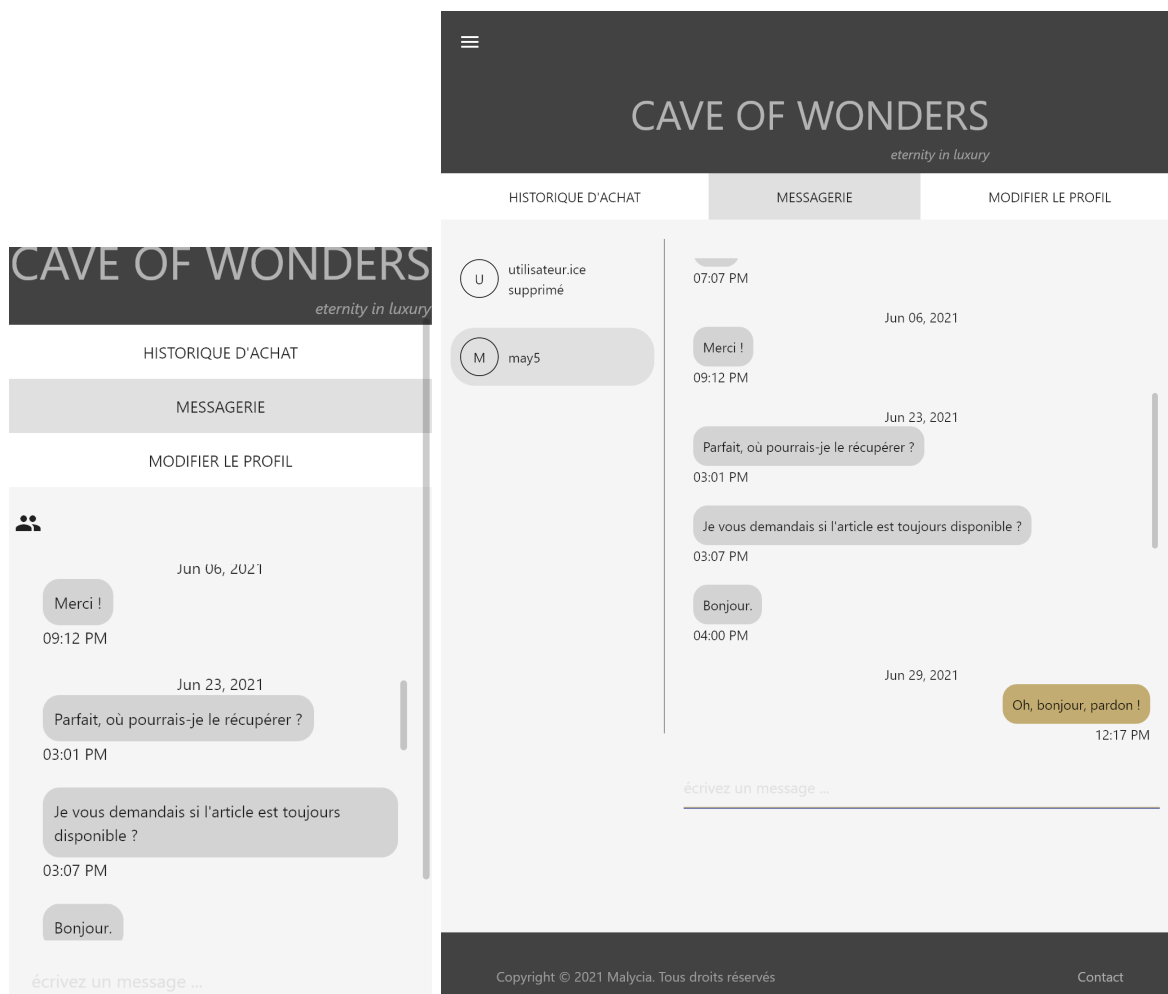 CAVE OF WONDERS
eternity in luxury
HISTORIQUE D'ACHAT
MESSAGERIE
MODIFIER LE PROFIL
Jun 06, 2021
Merci !
09:12 PM
Jun 23, 2021
Parfait, où pourrais-je le récupérer ?
03:01 PM
Je vous demandais si l'article est toujours
disponible ?
03:07 PM
Bonjour.
écrivez un message ...
CAVE OF WONDERS
eternity in luxury
HISTORIQUE D'ACHAT
MESSAGERIE
MODIFIER LE PROFIL
U
utilisateur.ice
supprimé
M
may5
07:07 PM
Jun 06, 2021
Merci !
09:12 PM
Jun 23, 2021
Parfait, où pourrais-je le récupérer ?
03:01 PM
Je vous demandais si l'article est toujours disponible ?
03:07 PM
Bonjour.
04:00 PM
Jun 29, 2021
Oh, bonjour, pardon !
12:17 PM
écrivez un message ...
Copyright © 2021 Malycia. Tous droits réservés
Contact